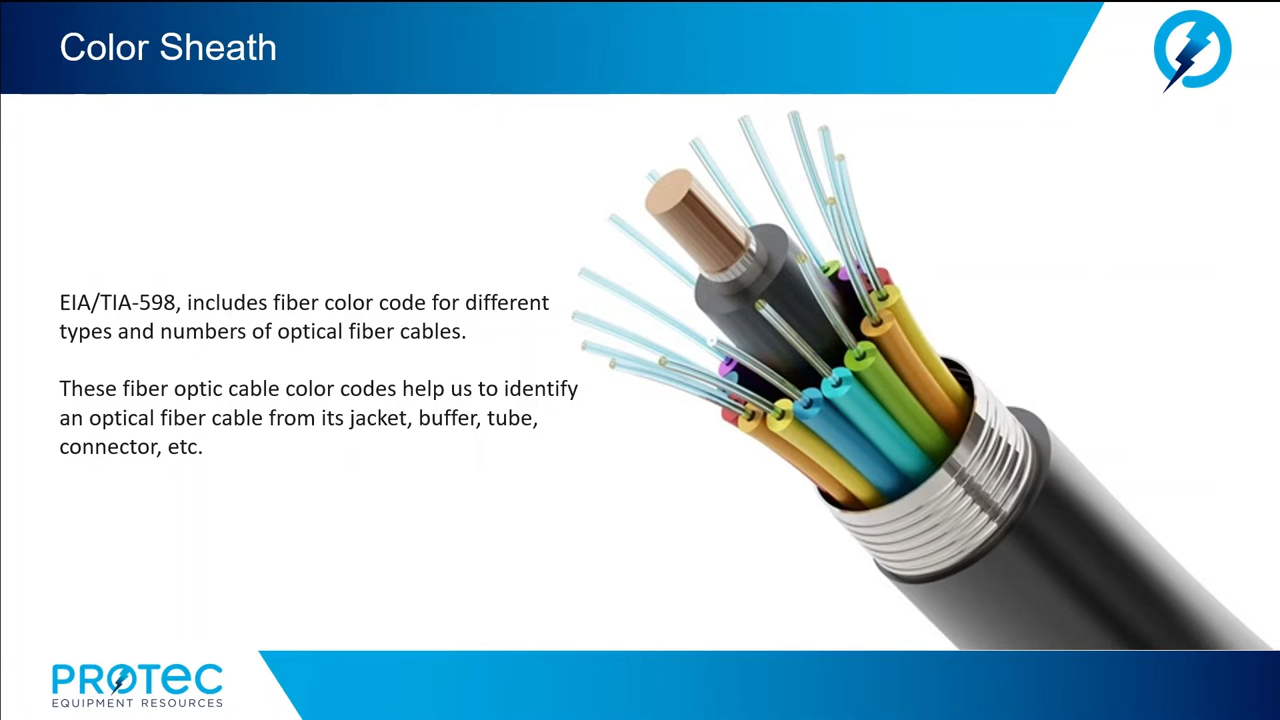 Color Sheath
EIA/TIA-598, includes fiber color code for different
types and numbers of optical fiber cables.
These fiber optic cable color codes help us to identify
an optical fiber cable from its jacket, buffer, tube,
connector, etc.
PROTEC
EQUIPMENT RESOURCES